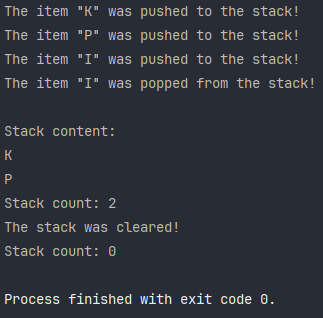 The item "K" was pushed to the stack!
The item "P" was pushed to the stack!
The item "I" was pushed to the stack!
The item "I" was popped from the stack!
Stack content:
K
P
Stack count: 2
The stack was cleared!
Stack count: 0
Process finished with exit code 0.